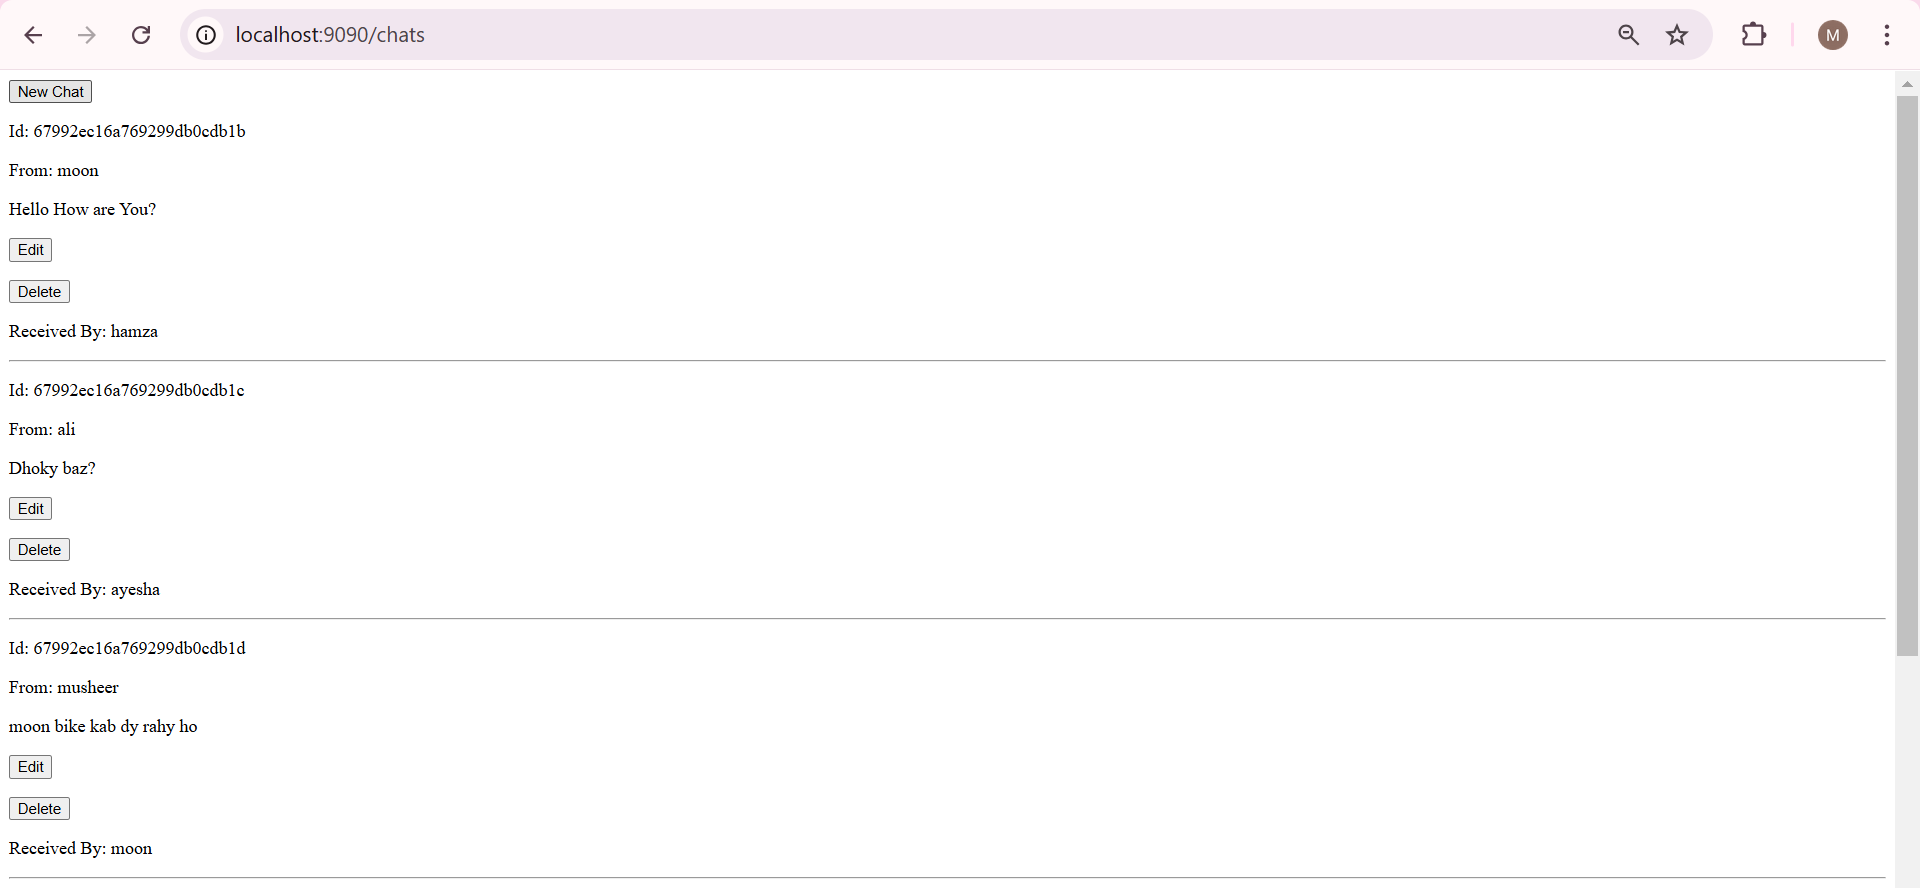 localhost:9090/chats
M
New Chat
Id: 67992ec16a769299db0cdb1b
From: moon
Hello How are You?
Edit
Delete
Received By: hamza
Id: 67992ec16a769299db0cdb1c
From: ali
Dhoky baz?
Edit
Delete
Received By: ayesha
Id: 67992ec16a769299db0cdb1d
From: musheer
moon bike kab dy rahy ho
Edit
Delete
Received By: moon